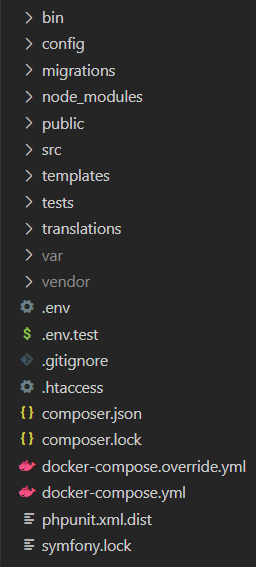 bin
config
migrations
node_modules
public
src
templates
tests
translations
var
vendor
.env
.env.test
.gitignore
.htaccess
composer.json
composer.lock
docker-compose.override.yml
docker-compose.yml
phpunit.xml.dist
symfony.lock